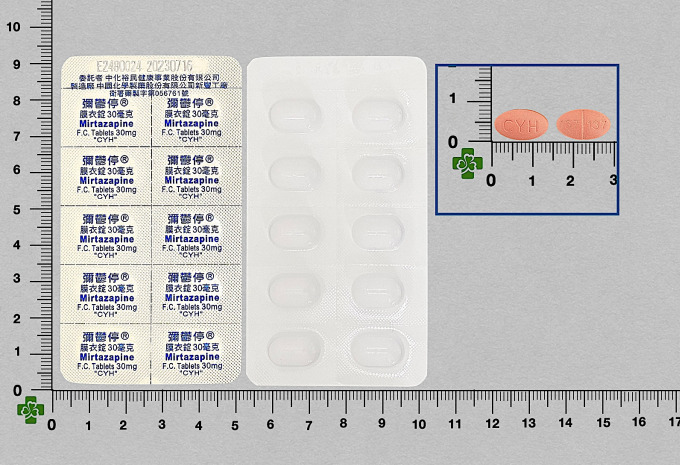 10
9
8
7
6
5
4
3
2
1
0
委託者 中化裕民健康事業股份有限公司
製造廠 中國化學製藥股份有限公司新豐工廠
衛署藥製字第056761號
彌鬱停®
膜衣錠30毫克
Mirtazapine
F.C. Tablets 30mg
"CYH"
彌鬱停®
膜衣錠30毫克
Mirtazapine
F.C. Tablets 30mg
"CYH"
彌鬱停®
膜衣錠30毫克
Mirtazapine
F.C. Tablets 30mg
"CYH"
彌鬱停®
膜衣錠30毫克
Mirtazapine
F.C. Tablets 30mg
"CYH"
彌鬱停®
膜衣錠30毫克
Mirtazapine
F.C. Tablets 30mg
"CYH"
彌鬱停®
膜衣錠30毫克
Mirtazapine
F.C. Tablets 30mg
"CYH"
彌鬱停®
膜衣錠30毫克
Mirtazapine
F.C. Tablets 30mg
"CYH"
彌鬱停®
膜衣錠30毫克
Mirtazapine
F.C. Tablets 30mg
"CYH"
彌鬱停®
膜衣錠30毫克
Mirtazapine
F.C. Tablets 30mg
"CYH"
彌鬱停®
膜衣錠30毫克
Mirtazapine
F.C. Tablets 30mg
"CYH"
1
0
CYH
0 1 2 3
0 1 2 3 4 5 6 7 8 9 10 11 12 13 14 15 16 17